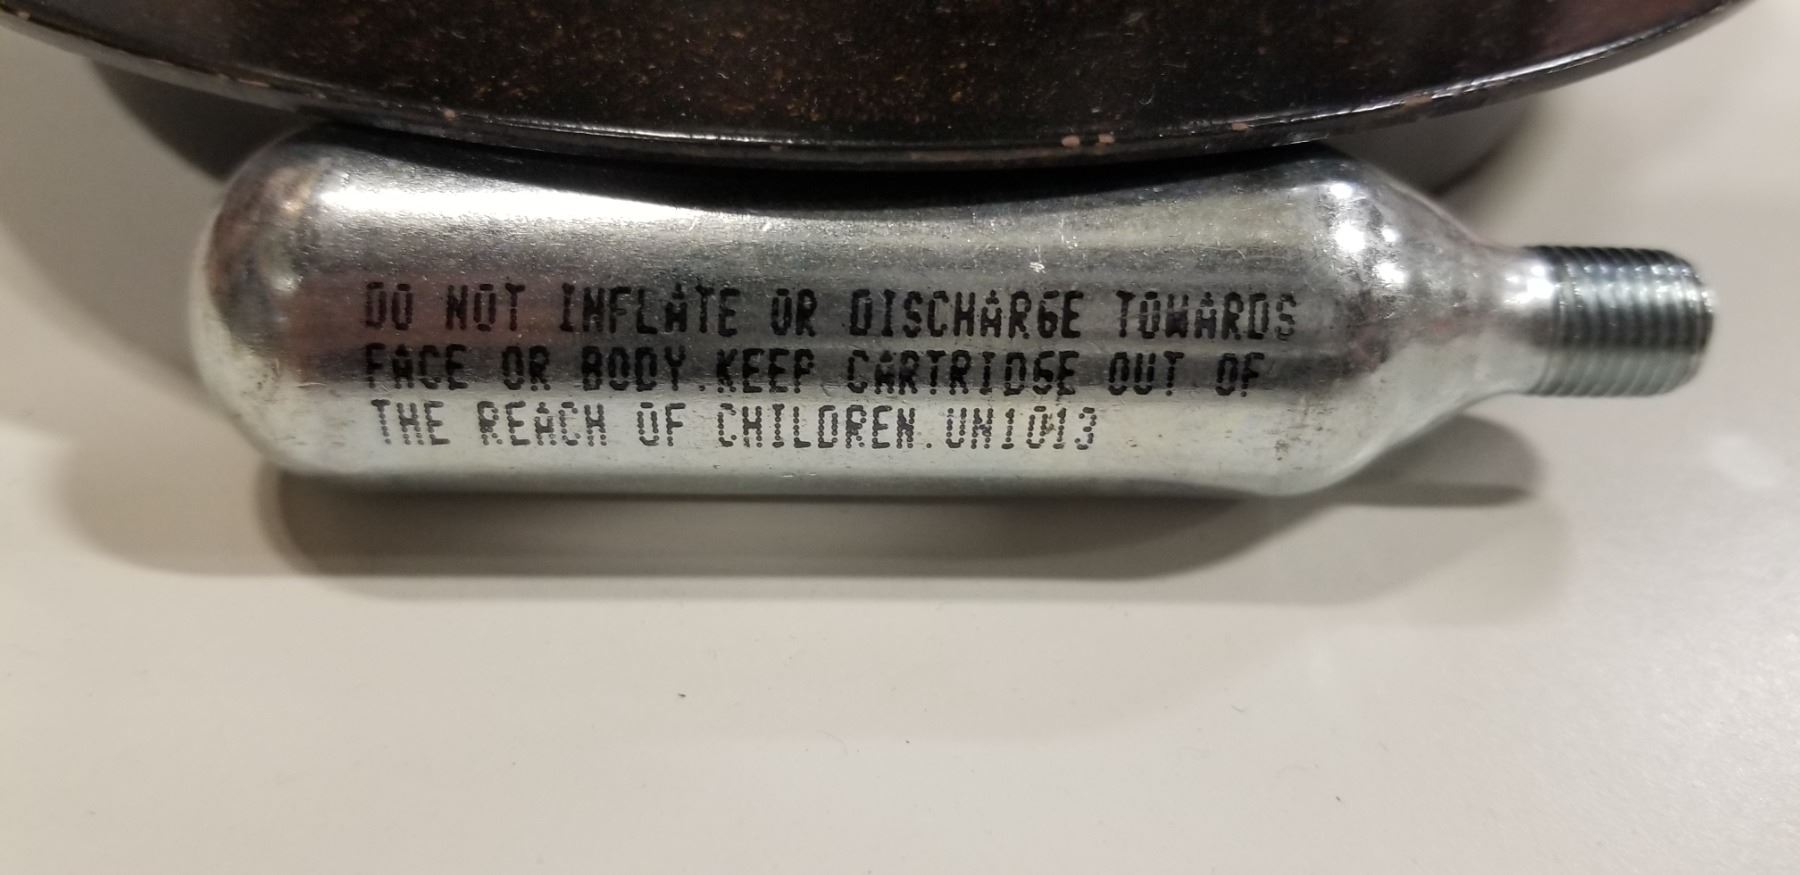 DO NOT INFLATE OR DISCHARGE TOWARDS
FACE OR BODY.KEEP CARTRIDGE OUT OF
THE REACH OF CHILDREN.UN1013